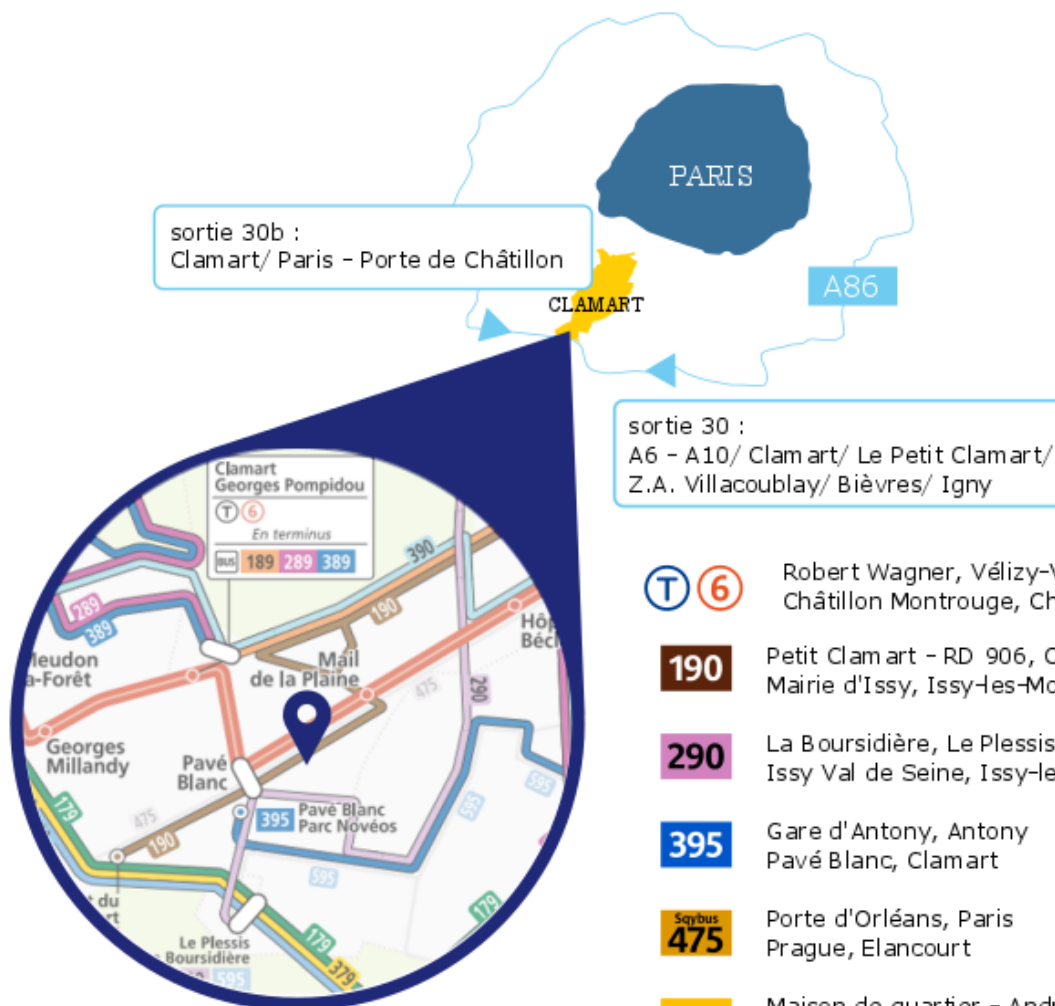 PARIS
sortie 30b :
Clamart/ Paris – Porte de Châtillon
CLAMART
A86
sortie 30 :
A6 – A10/ Clamart/ Le Petit Clamart/
Z.A. Villacoublay/ Bièvres/ Igny
Clamart
Georges Pompidou
T 6
En terminus
BUS 189 289 389
390
190
289
389
Mail
de la Plaine
475
290
Georges
Millandy
Pavé
Blanc
395 Pavé Blanc
Parc Novéos
595
595
595
179
475
190
179
179
379
Le Plessis
Boursidière
595
T 6
Robert Wagner, Vélizy-V
Châtillon Montrouge, Ch
190
Petit Clamart – RD 906, C
Mairie d'Issy, Issy-les-Mo
290
La Boursidière, Le Plessis
Issy Val de Seine, Issy-le
395
Gare d'Antony, Antony
Pavé Blanc, Clamart
Sqybus
475
Porte d'Orléans, Paris
Prague, Elancourt
Maison de quartier – And